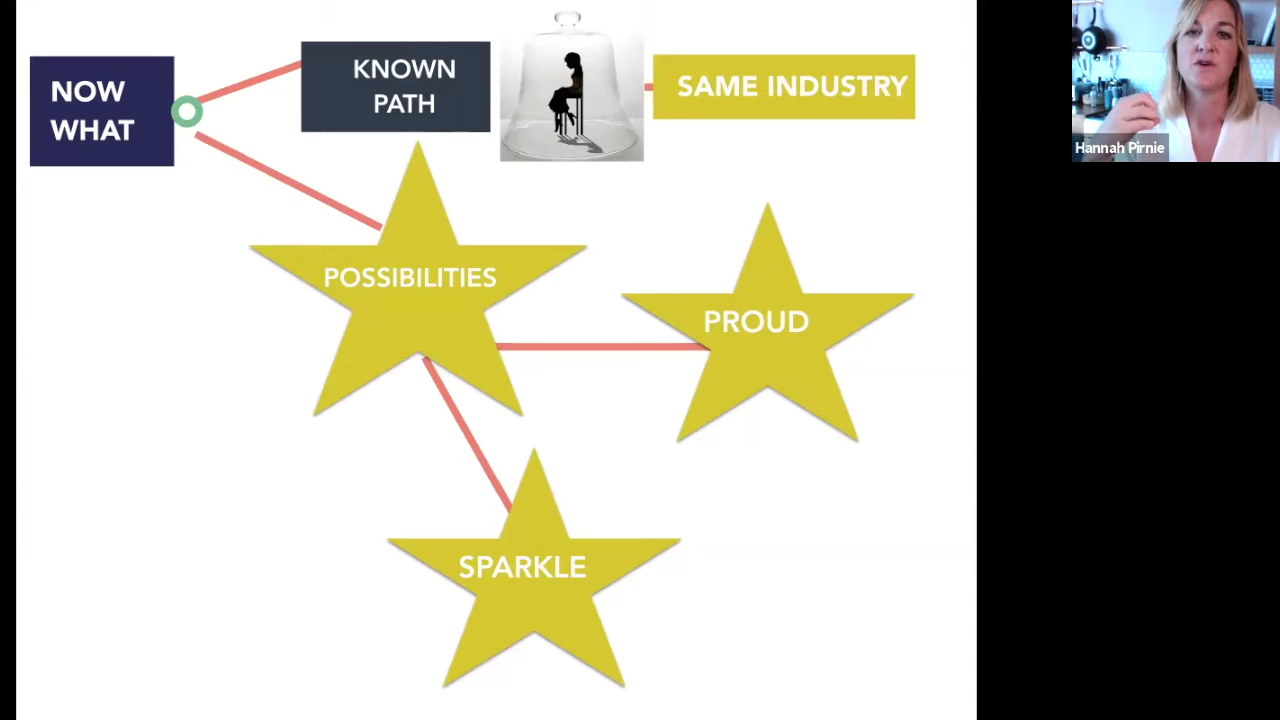 NOW
WHAT
KNOWN
PATH
SAME INDUSTRY
Hannah Pirnie
POSSIBILITIES
PROUD
SPARKLE